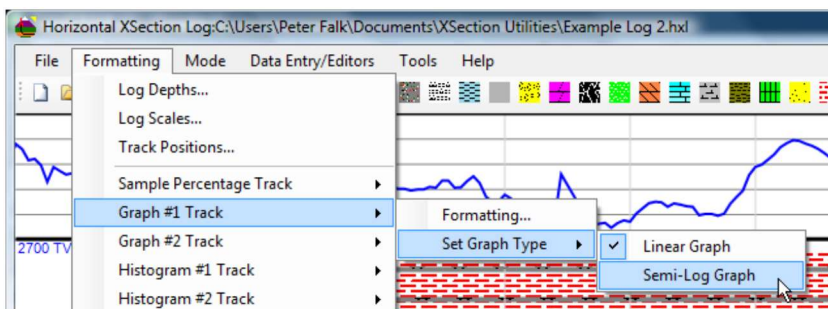 Horizontal XSection Log:C:\Users\Peter Falk\Documents\XSection Utilities\Example Log 2.hxl
File Formatting Mode Data Entry/Editors Tools Help
Log Depths...
Log Scales...
Track Positions...
Sample Percentage Track
Graph #1 Track
Formatting...
Graph #2 Track
Set Graph Type
Linear Graph
2700 TV
Histogram #1 Track
Semi-Log Graph
Histogram #2 Track